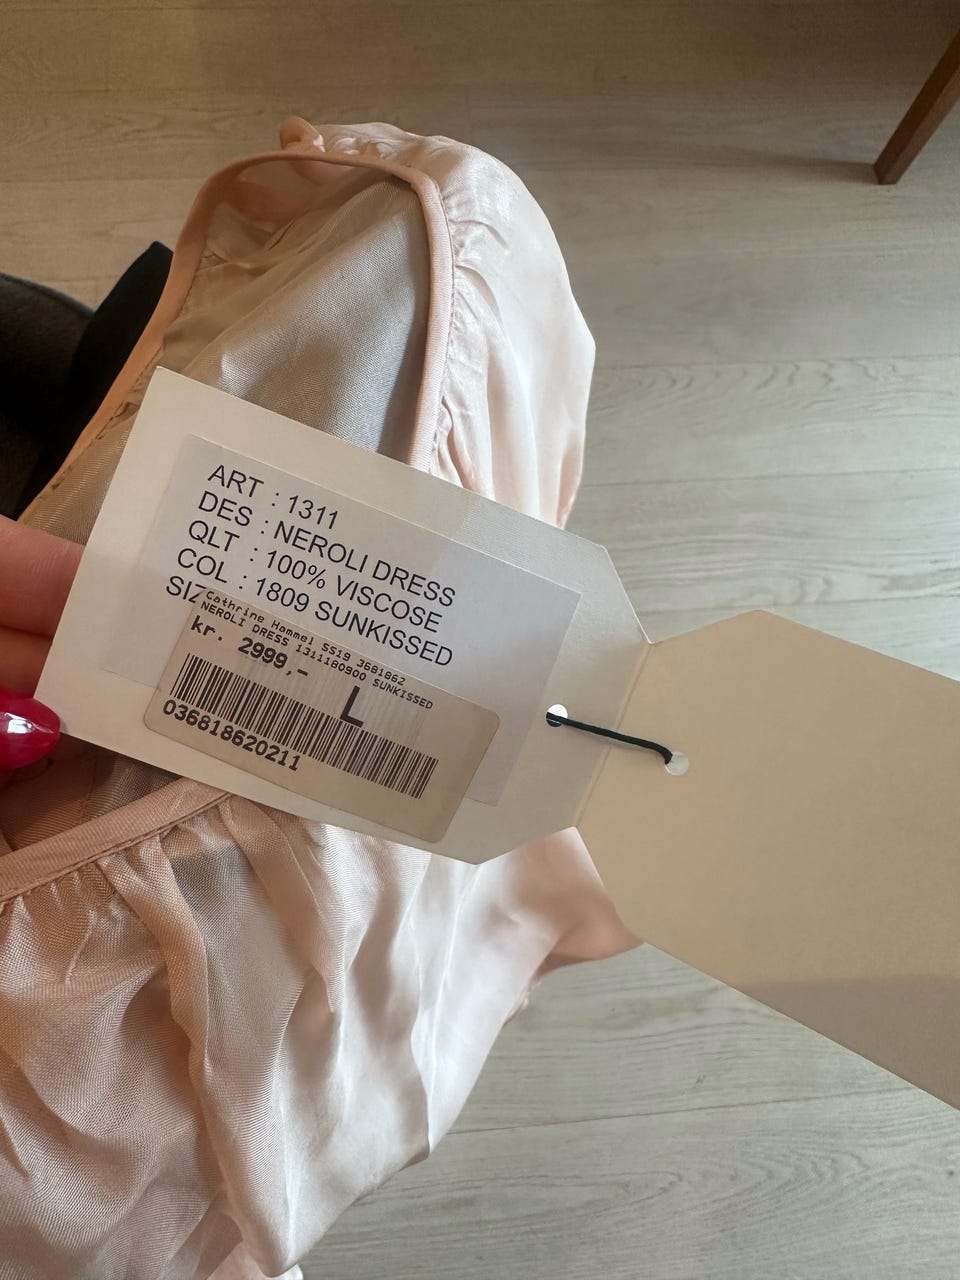 ART : 1311
DES : NEROLI DRESS
QLT : 100% VISCOSE
COL : 1809 SUNKISSED
SIZ
Cathrine Hammel SS19 3681862
NEROLI DRESS 1311180900 SUNKISSED
kr. 2999,-
L
036818620211